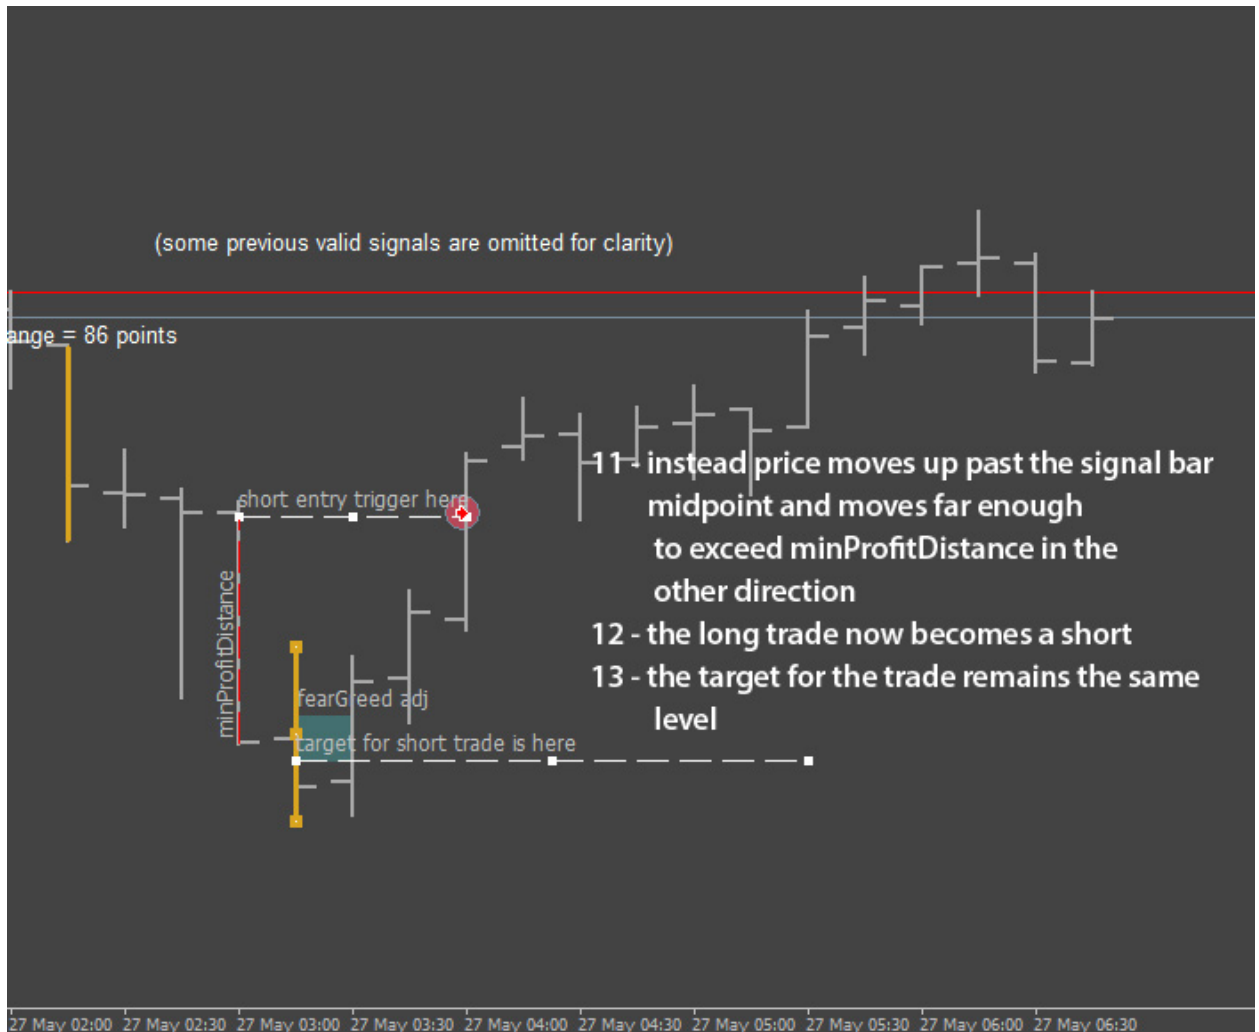 (some previous valid signals are omitted for clarity)
ange = 86 points
short entry trigger here
minProfitDistance
fearGreed adj
target for short trade is here
11 - instead price moves up past the signal bar
midpoint and moves far enough
to exceed minProfitDistance in the
other direction
12 - the long trade now becomes a short
13 - the target for the trade remains the same
level
27 May 02:00 27 May 02:30 27 May 03:00 27 May 03:30 27 May 04:00 27 May 04:30 27 May 05:00 27 May 05:30 27 May 06:00 27 May 06:30